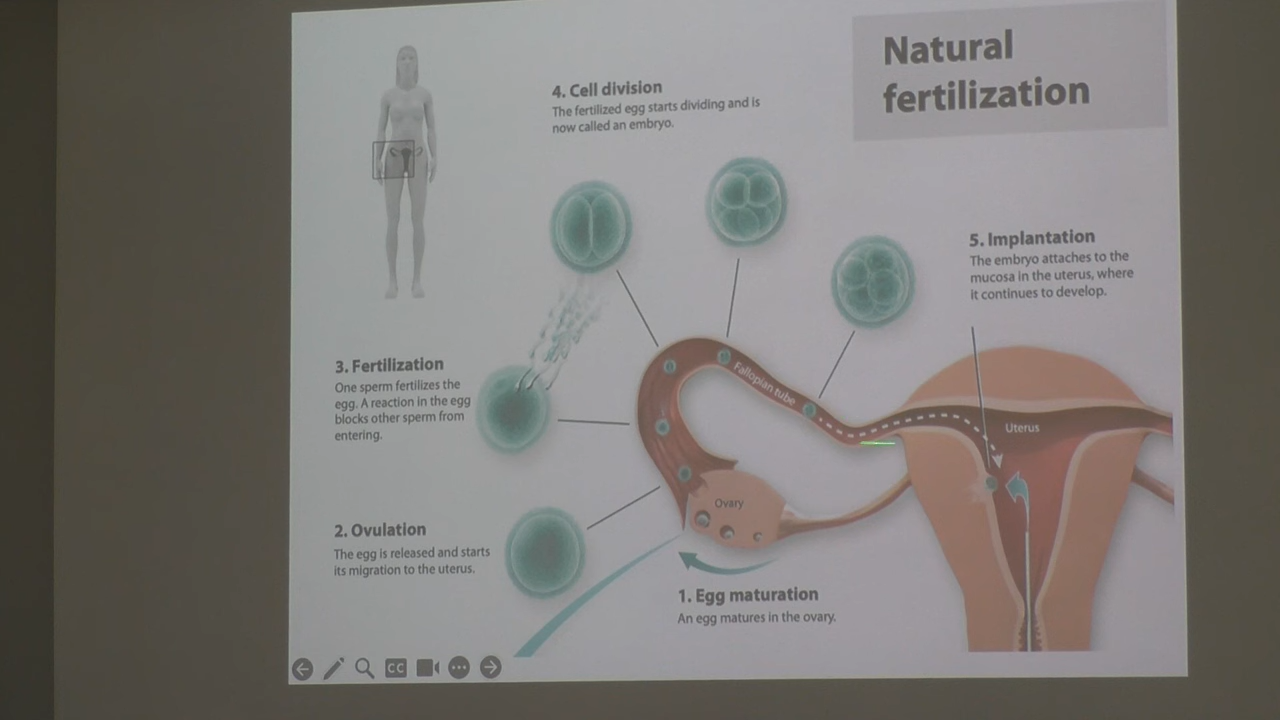 Natural
fertilization
4. Cell division
The fertilized egg starts dividing and is
now called an embryo.
5. Implantation
The embryo attaches to the
mucosa in the uterus, where
it continues to develop.
3. Fertilization
One sperm fertilizes the
egg. A reaction in the egg
blocks other sperm from
entering.
Fallopian tube
Uterus
Ovary
2. Ovulation
The egg is released and starts
its migration to the uterus.
1. Egg maturation
An egg matures in the ovary.
CC